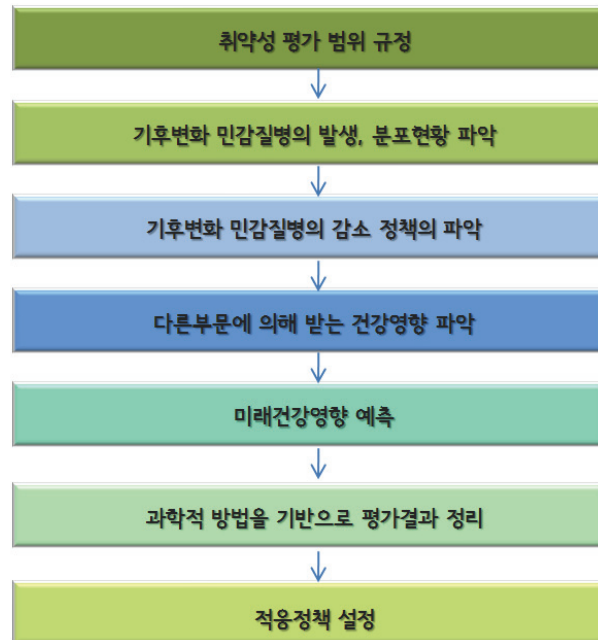 취약성 평가 범위 규정
기후변화 민감질병의 발생, 분포현황 파악
기후변화 민감질병의 감소 정책의 파악
다른부문에 의해 받는 건강영향 파악
미래건강영향 예측
과학적 방법을 기반으로 평가결과 정리
적응정책 설정